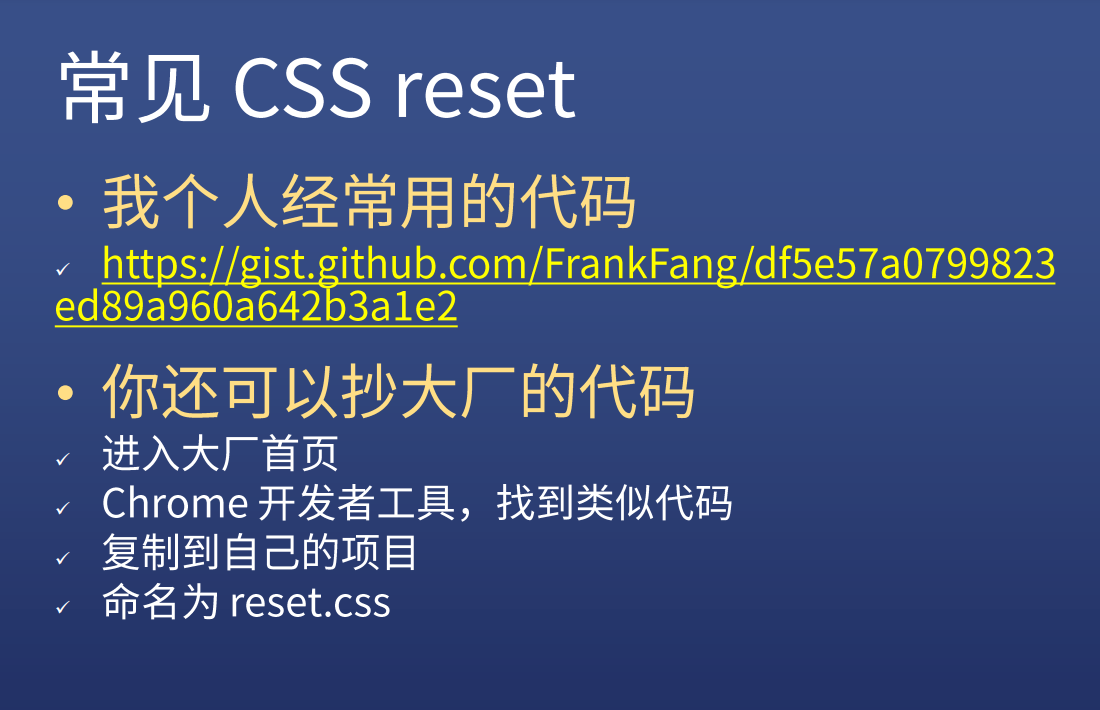 常见 CSS reset
• 我个人经常用的代码
✓ https://gist.github.com/FrankFang/df5e57a0799823
ed89a960a642b3a1e2
• 你还可以抄大厂的代码
✓ 进入大厂首页
✓ Chrome 开发者工具，找到类似代码
✓ 复制到自己的项目
✓ 命名为 reset.css